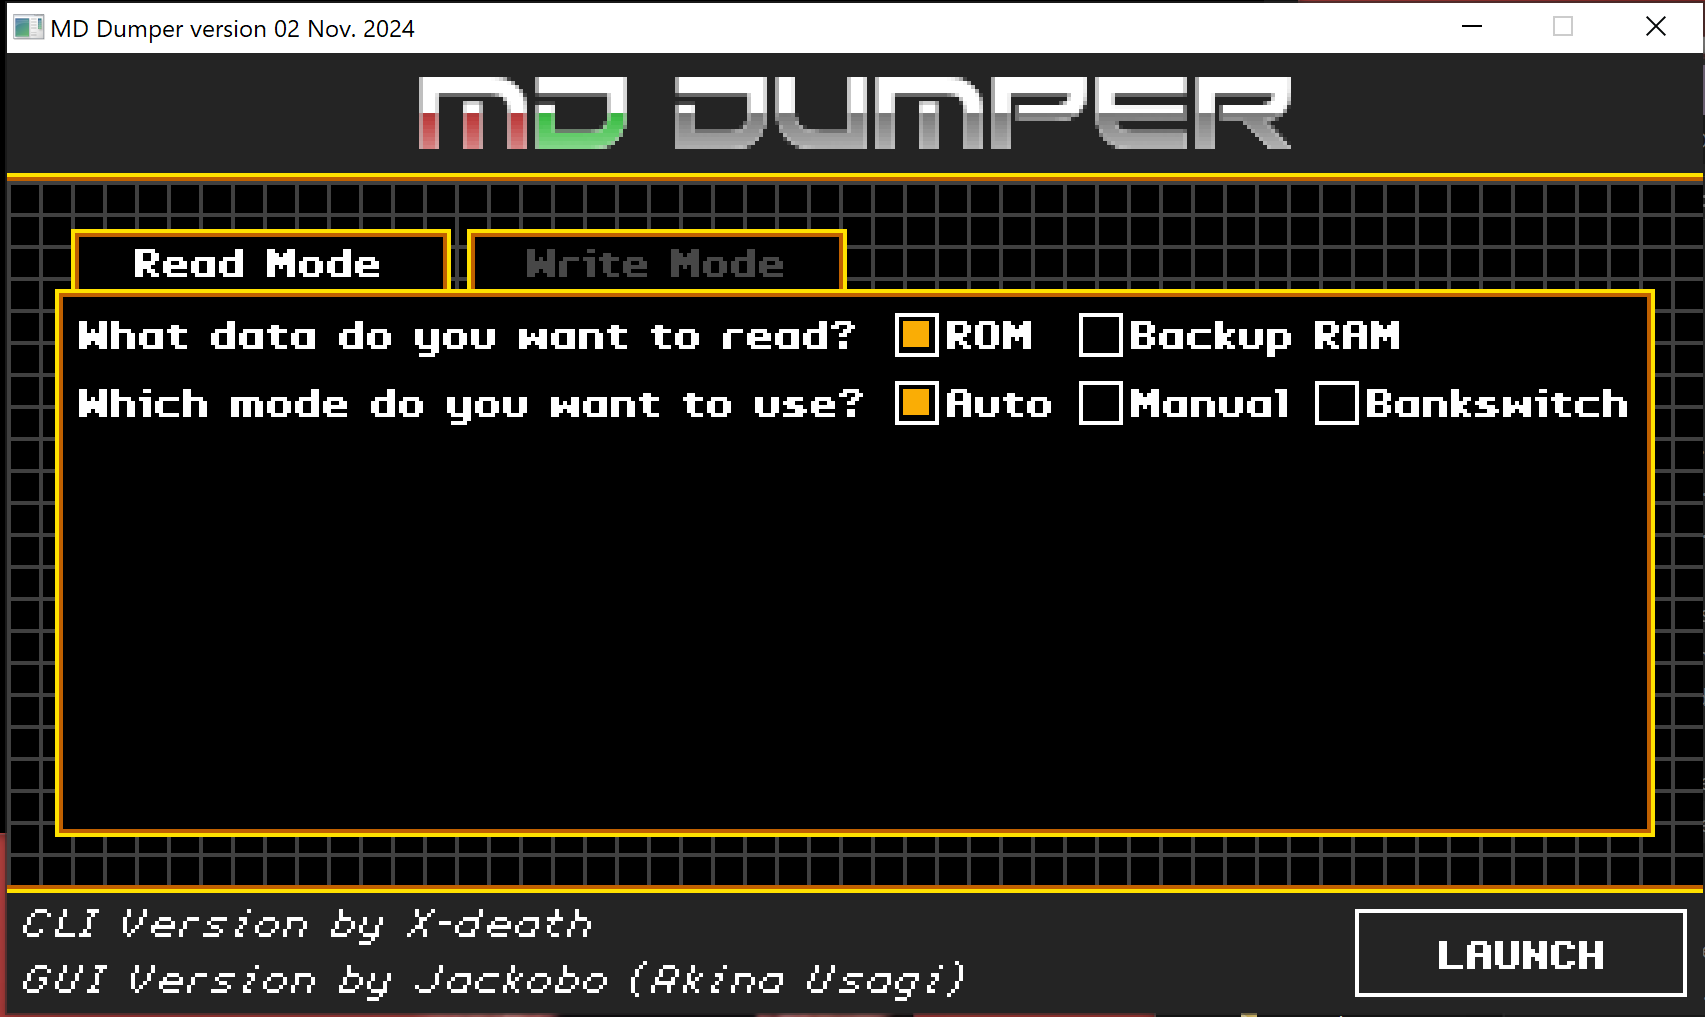 MD Dumper version 02 Nov. 2024
MD DUMPER
Read Mode Write Mode
What data do you want to read? ROM Backup RAM
Which mode do you want to use? Auto Manual Bankswitch
CLI Version by X-death
GUI Version by Jackobo (Akina Usagi)
LAUNCH